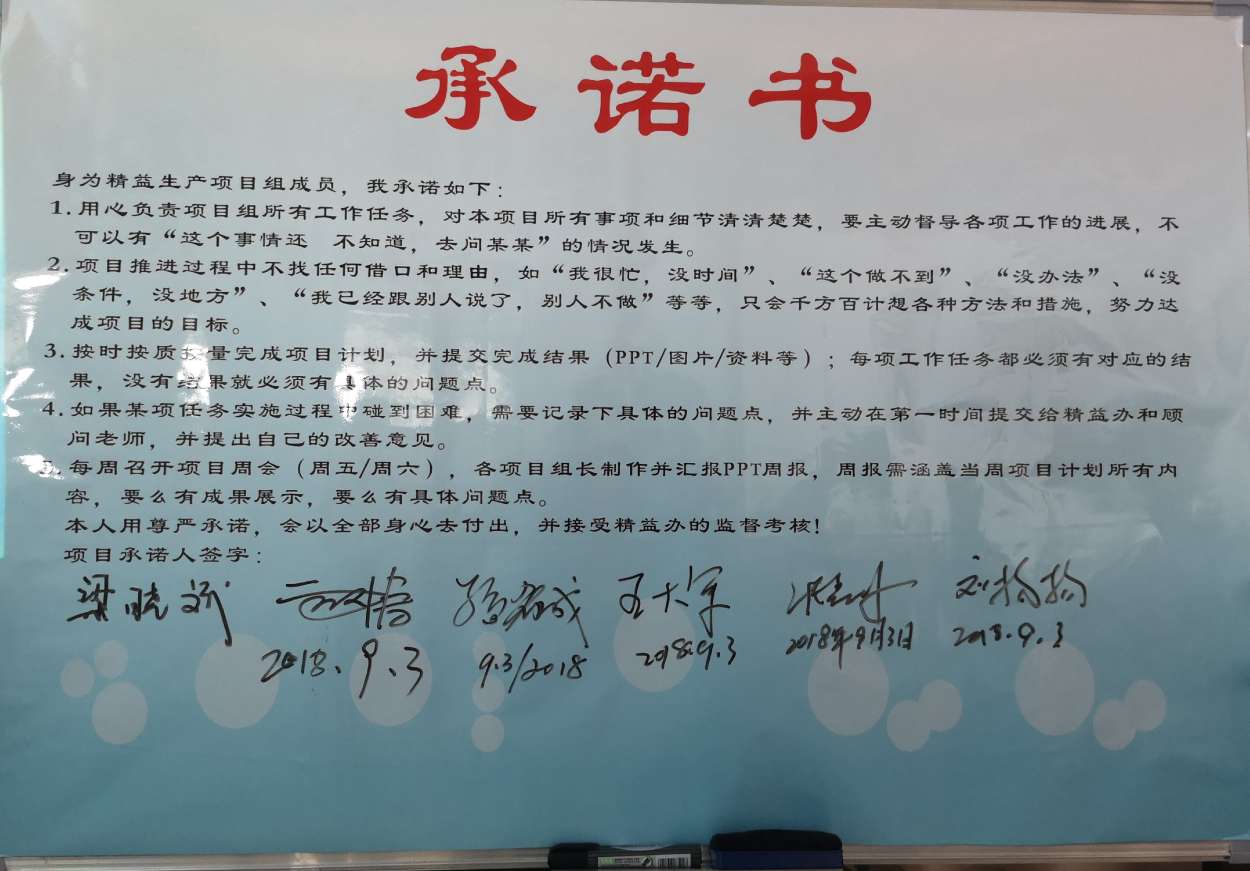 承诺书
身为精益生产项目组成员，我承诺如下：
1.用心负责项目组所有工作任务，对本项目所有事项和细节清清楚楚，要主动督导各项工作的进展，不
可以有“这个事情还 不知道，去问某某”的情况发生。
2.项目推进过程中不找任何借口和理由，如“我很忙，没时间”、“这个做不到”、“没办法”、“没
条件，没地方”、“我已经跟别人说了，别人不做”等等，只会千方百计想各种方法和措施，努力达
成项目的目标。
3.按时按质按量完成项目计划，并提交完成结果（PPT/图片/资料等）；每项工作任务都必须有对应的结
果，没有结果就必须有具体的问题点。
4.如果某项任务实施过程中碰到困难，需要记录下具体的问题点，并主动在第一时间提交给精益办和顾
问老师，并提出自己的改善意见。
5.每周召开项目周会（周五/周六），各项目组长制作并汇报PPT周报，周报需涵盖当周项目计划所有内
容，要么有成果展示，要么有具体问题点。
本人用尊严承诺，会以全部身心去付出，并接受精益办的监督考核！
项目承诺人签字：
梁晓斌 王大军 刘扬扬
2018.9.3 9.3/2018 2018.9.3 2018年9月3日 2018.9.3